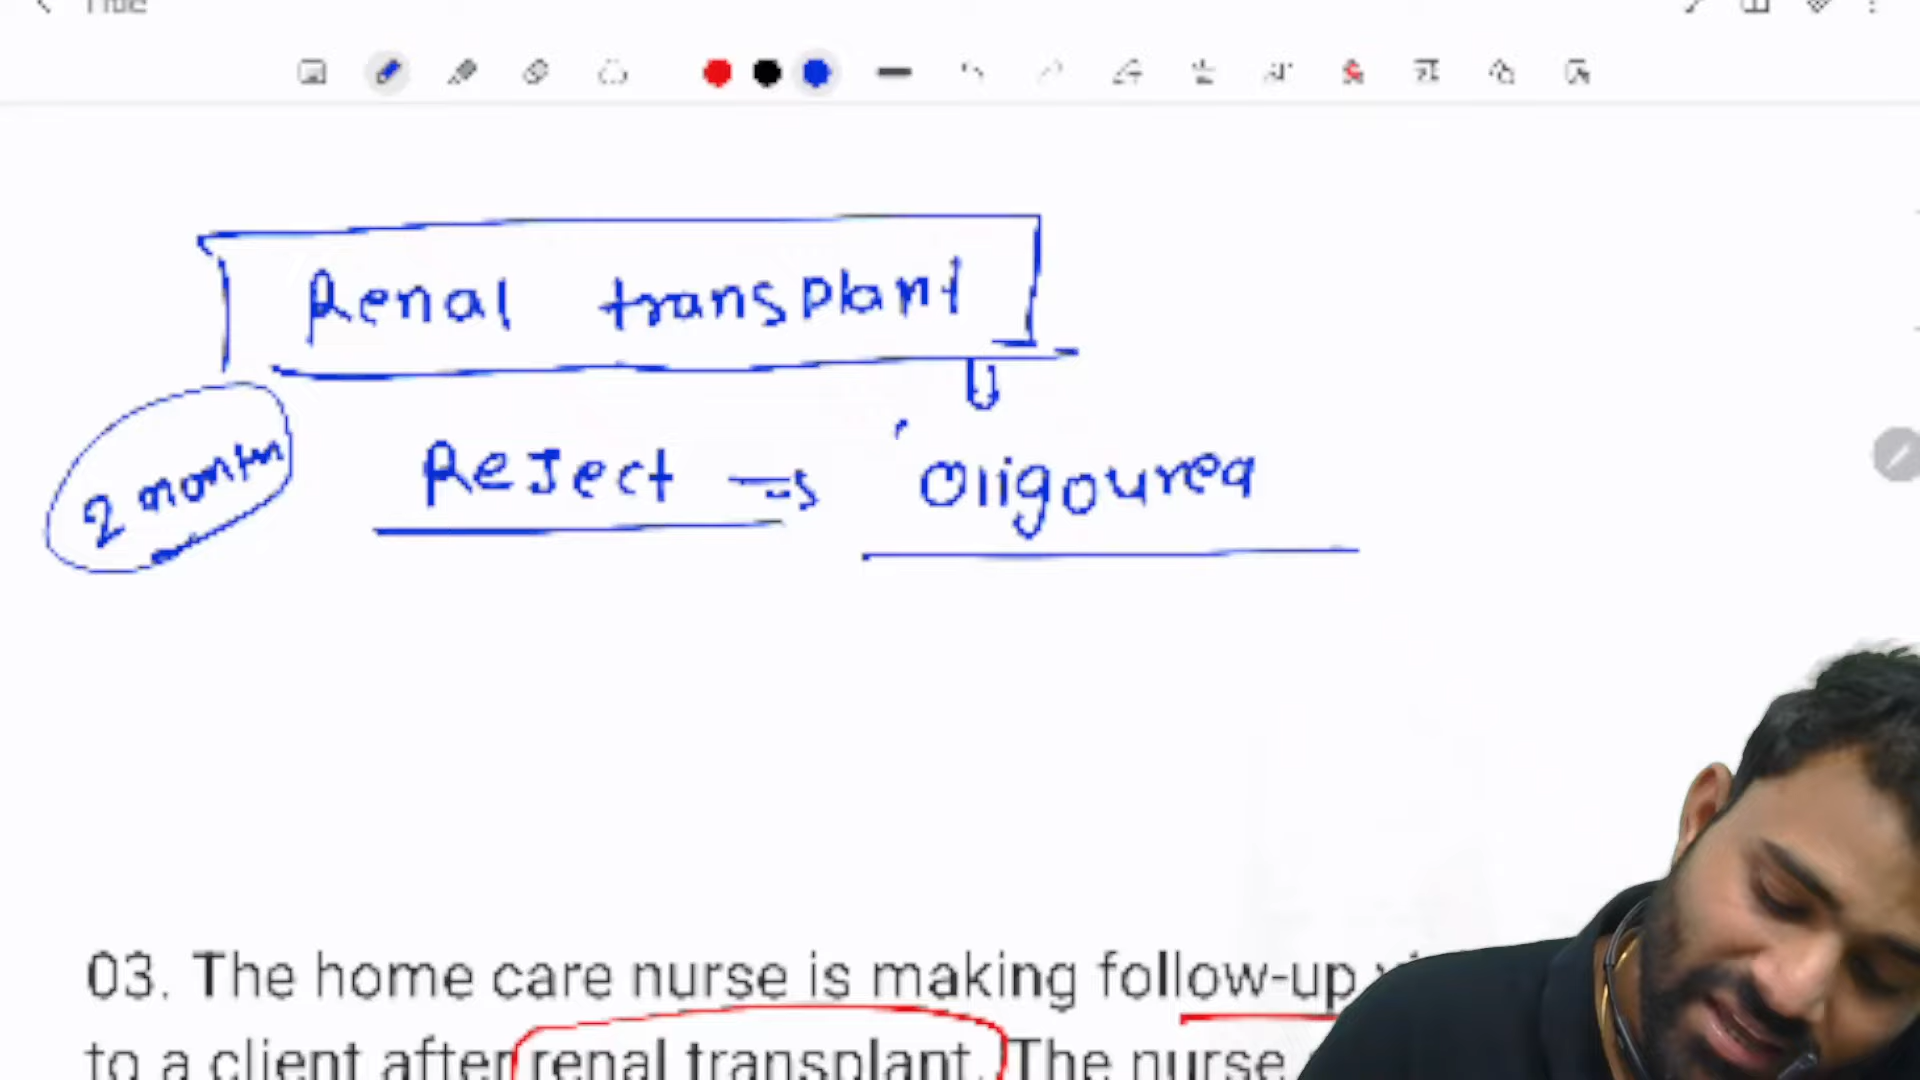 Title
Renal transplant
2 month
Reject → Oligourea
03. The home care nurse is making follow-up
to a client after renal transplant. The nurse